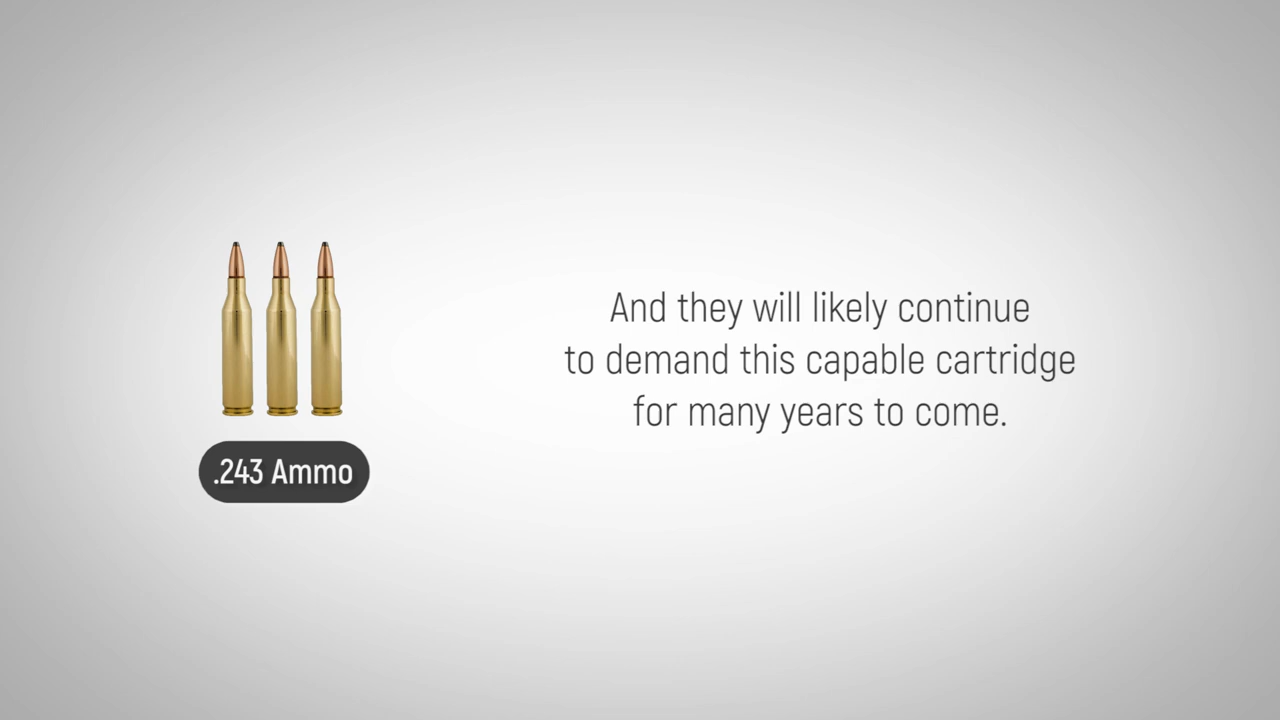 And they will likely continue
to demand this capable cartridge
for many years to come.
.243 Ammo